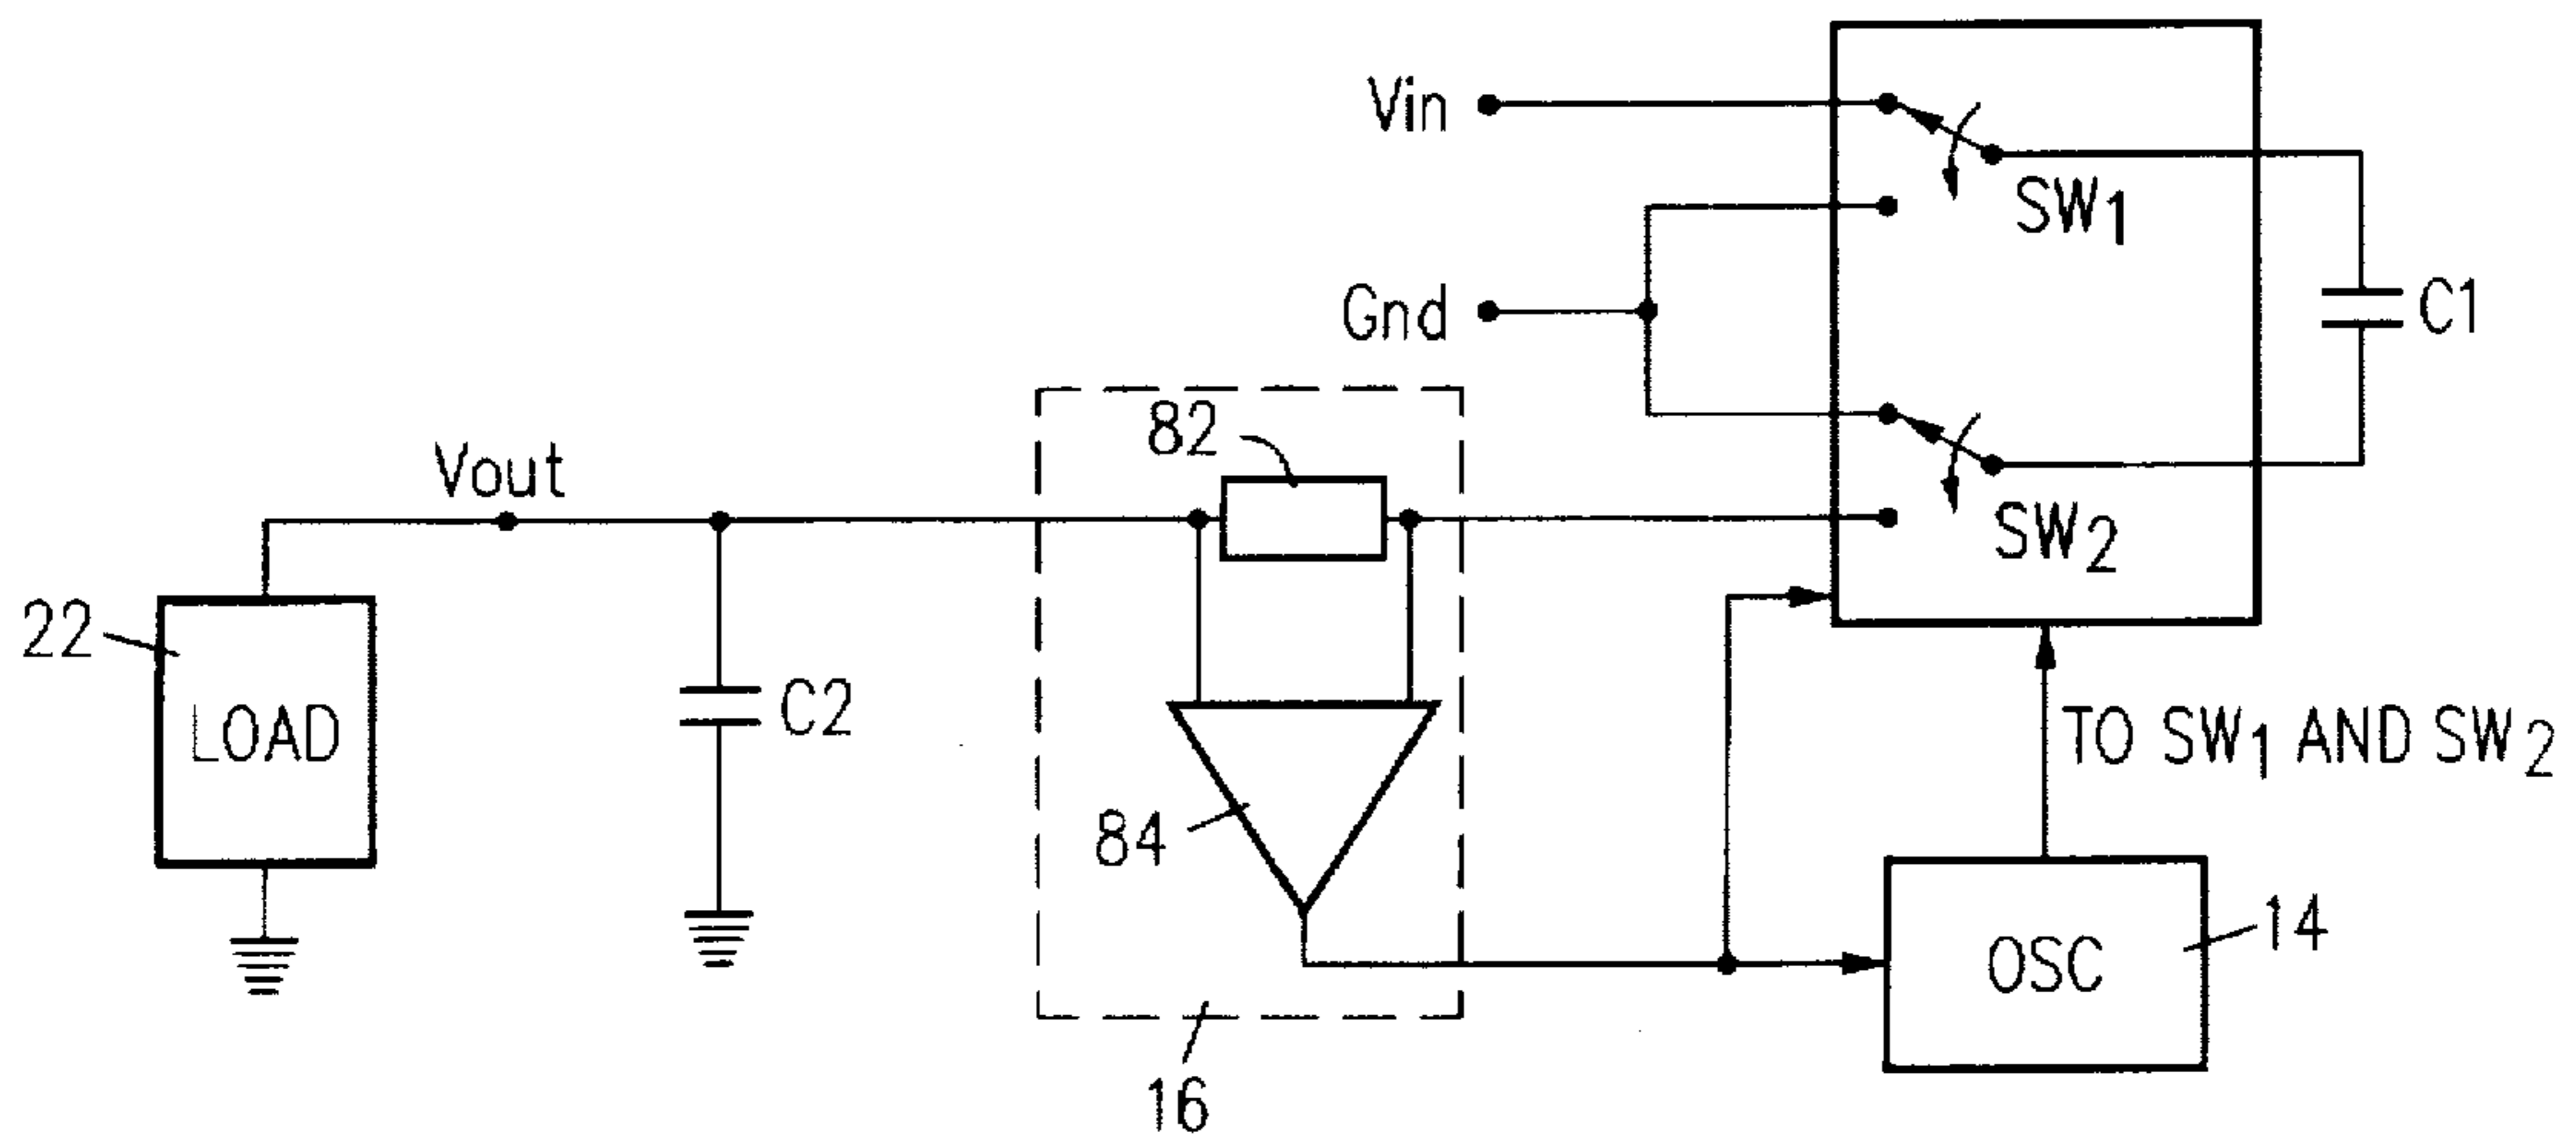 Vin
SW1
Gnd
C1
82
Vout
SW2
22
LOAD
C2
TO SW1 AND SW2
84
14
OSC
16